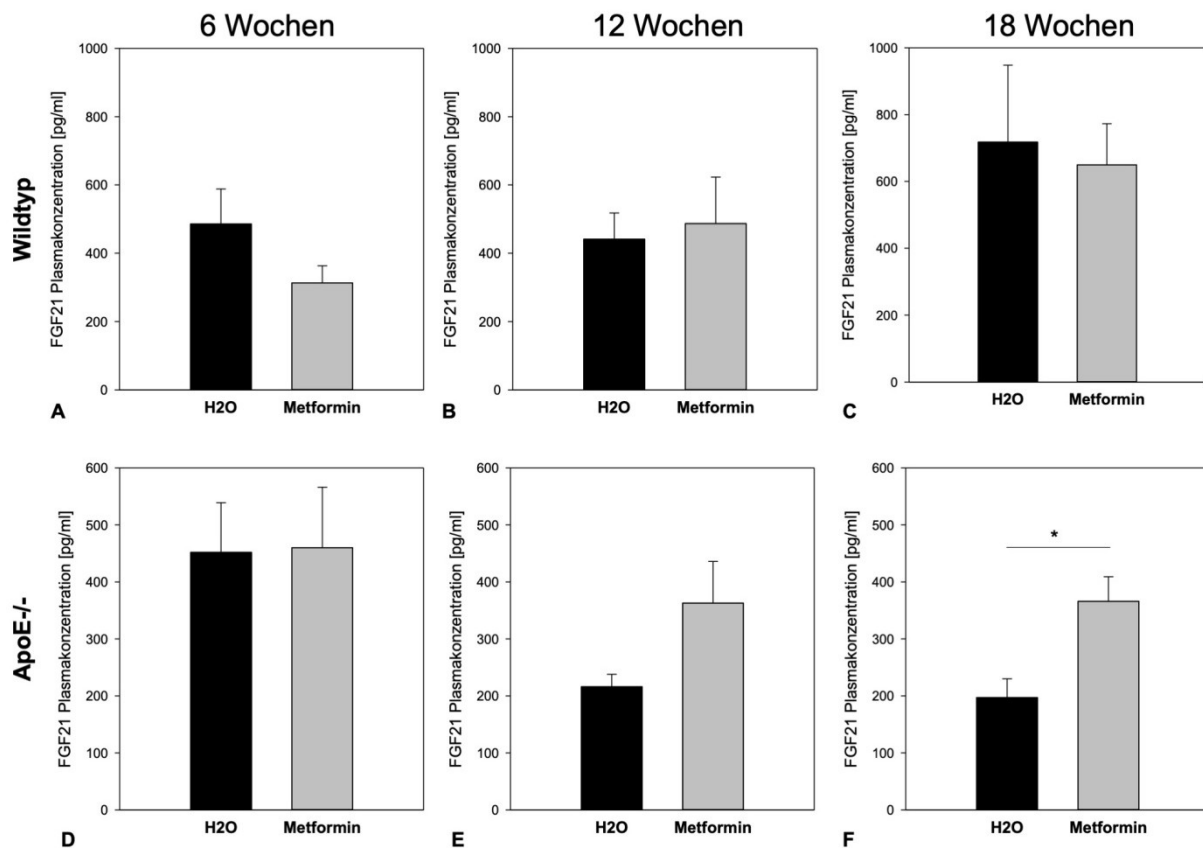 6 Wochen
12 Wochen
18 Wochen
Wildtyp
FGF21 Plasmakonzentration [pg/ml]
1000
800
600
400
200
0
A
H2O
Metformin
FGF21 Plasmakonzentration [pg/ml]
1000
800
600
400
200
0
B
H2O
Metformin
FGF21 Plasmakonzentration [pg/ml]
1000
800
600
400
200
0
C
H2O
Metformin
ApoE-/-
FGF21 Plasmakonzentration [pg/ml]
600
500
400
300
200
100
0
D
H2O
Metformin
FGF21 Plasmakonzentration [pg/ml]
600
500
400
300
200
100
0
E
H2O
Metformin
FGF21 Plasmakonzentration [pg/ml]
600
500
400
300
200
100
0
*
F
H2O
Metformin